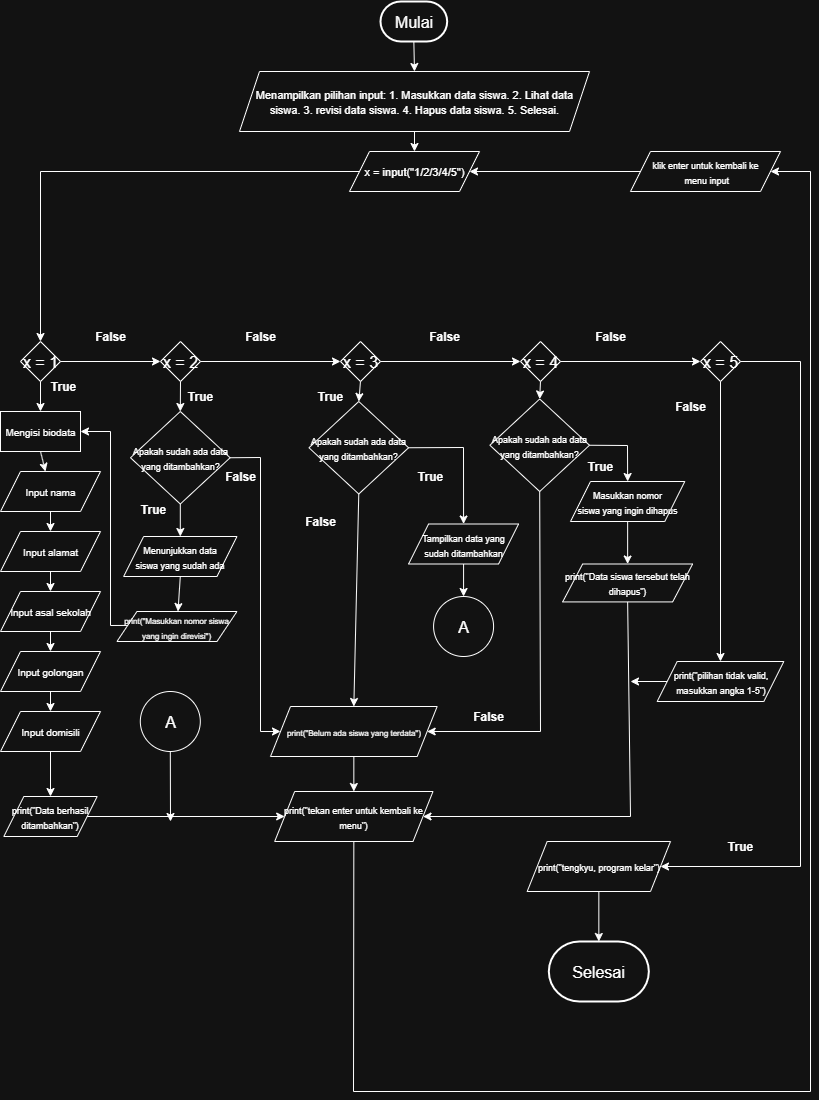 Mulai
Menampilkan pilihan input: 1. Masukkan data siswa. 2. Lihat data
siswa. 3. revisi data siswa. 4. Hapus data siswa. 5. Selesai.
x = input("1/2/3/4/5")
klik enter untuk kembali ke
menu input
False
False
False
False
x = 1
x = 2
x = 3
x = 4
x = 5
True
True
True
False
Mengisi biodata
Apakah sudah ada data
yang ditambahkan?
False
Apakah sudah ada data
yang ditambahkan?
True
Apakah sudah ada data
yang ditambahkan?
True
Input nama
True
False
Masukkan nomor
siswa yang ingin dihapus
Input alamat
Menunjukkan data
siswa yang sudah ada
Tampilkan data yang
sudah ditambahkan
print("Data siswa tersebut telah
dihapus")
Input asal sekolah
print("Masukkan nomor siswa
yang ingin direvisi")
A
Input golongan
print("pilihan tidak valid,
masukkan angka 1-5")
Input domisili
A
print("Belum ada siswa yang terdata")
False
print("Data berhasil
ditambahkan")
print("tekan enter untuk kembali ke
menu")
True
print("tengkyu, program kelar")
Selesai